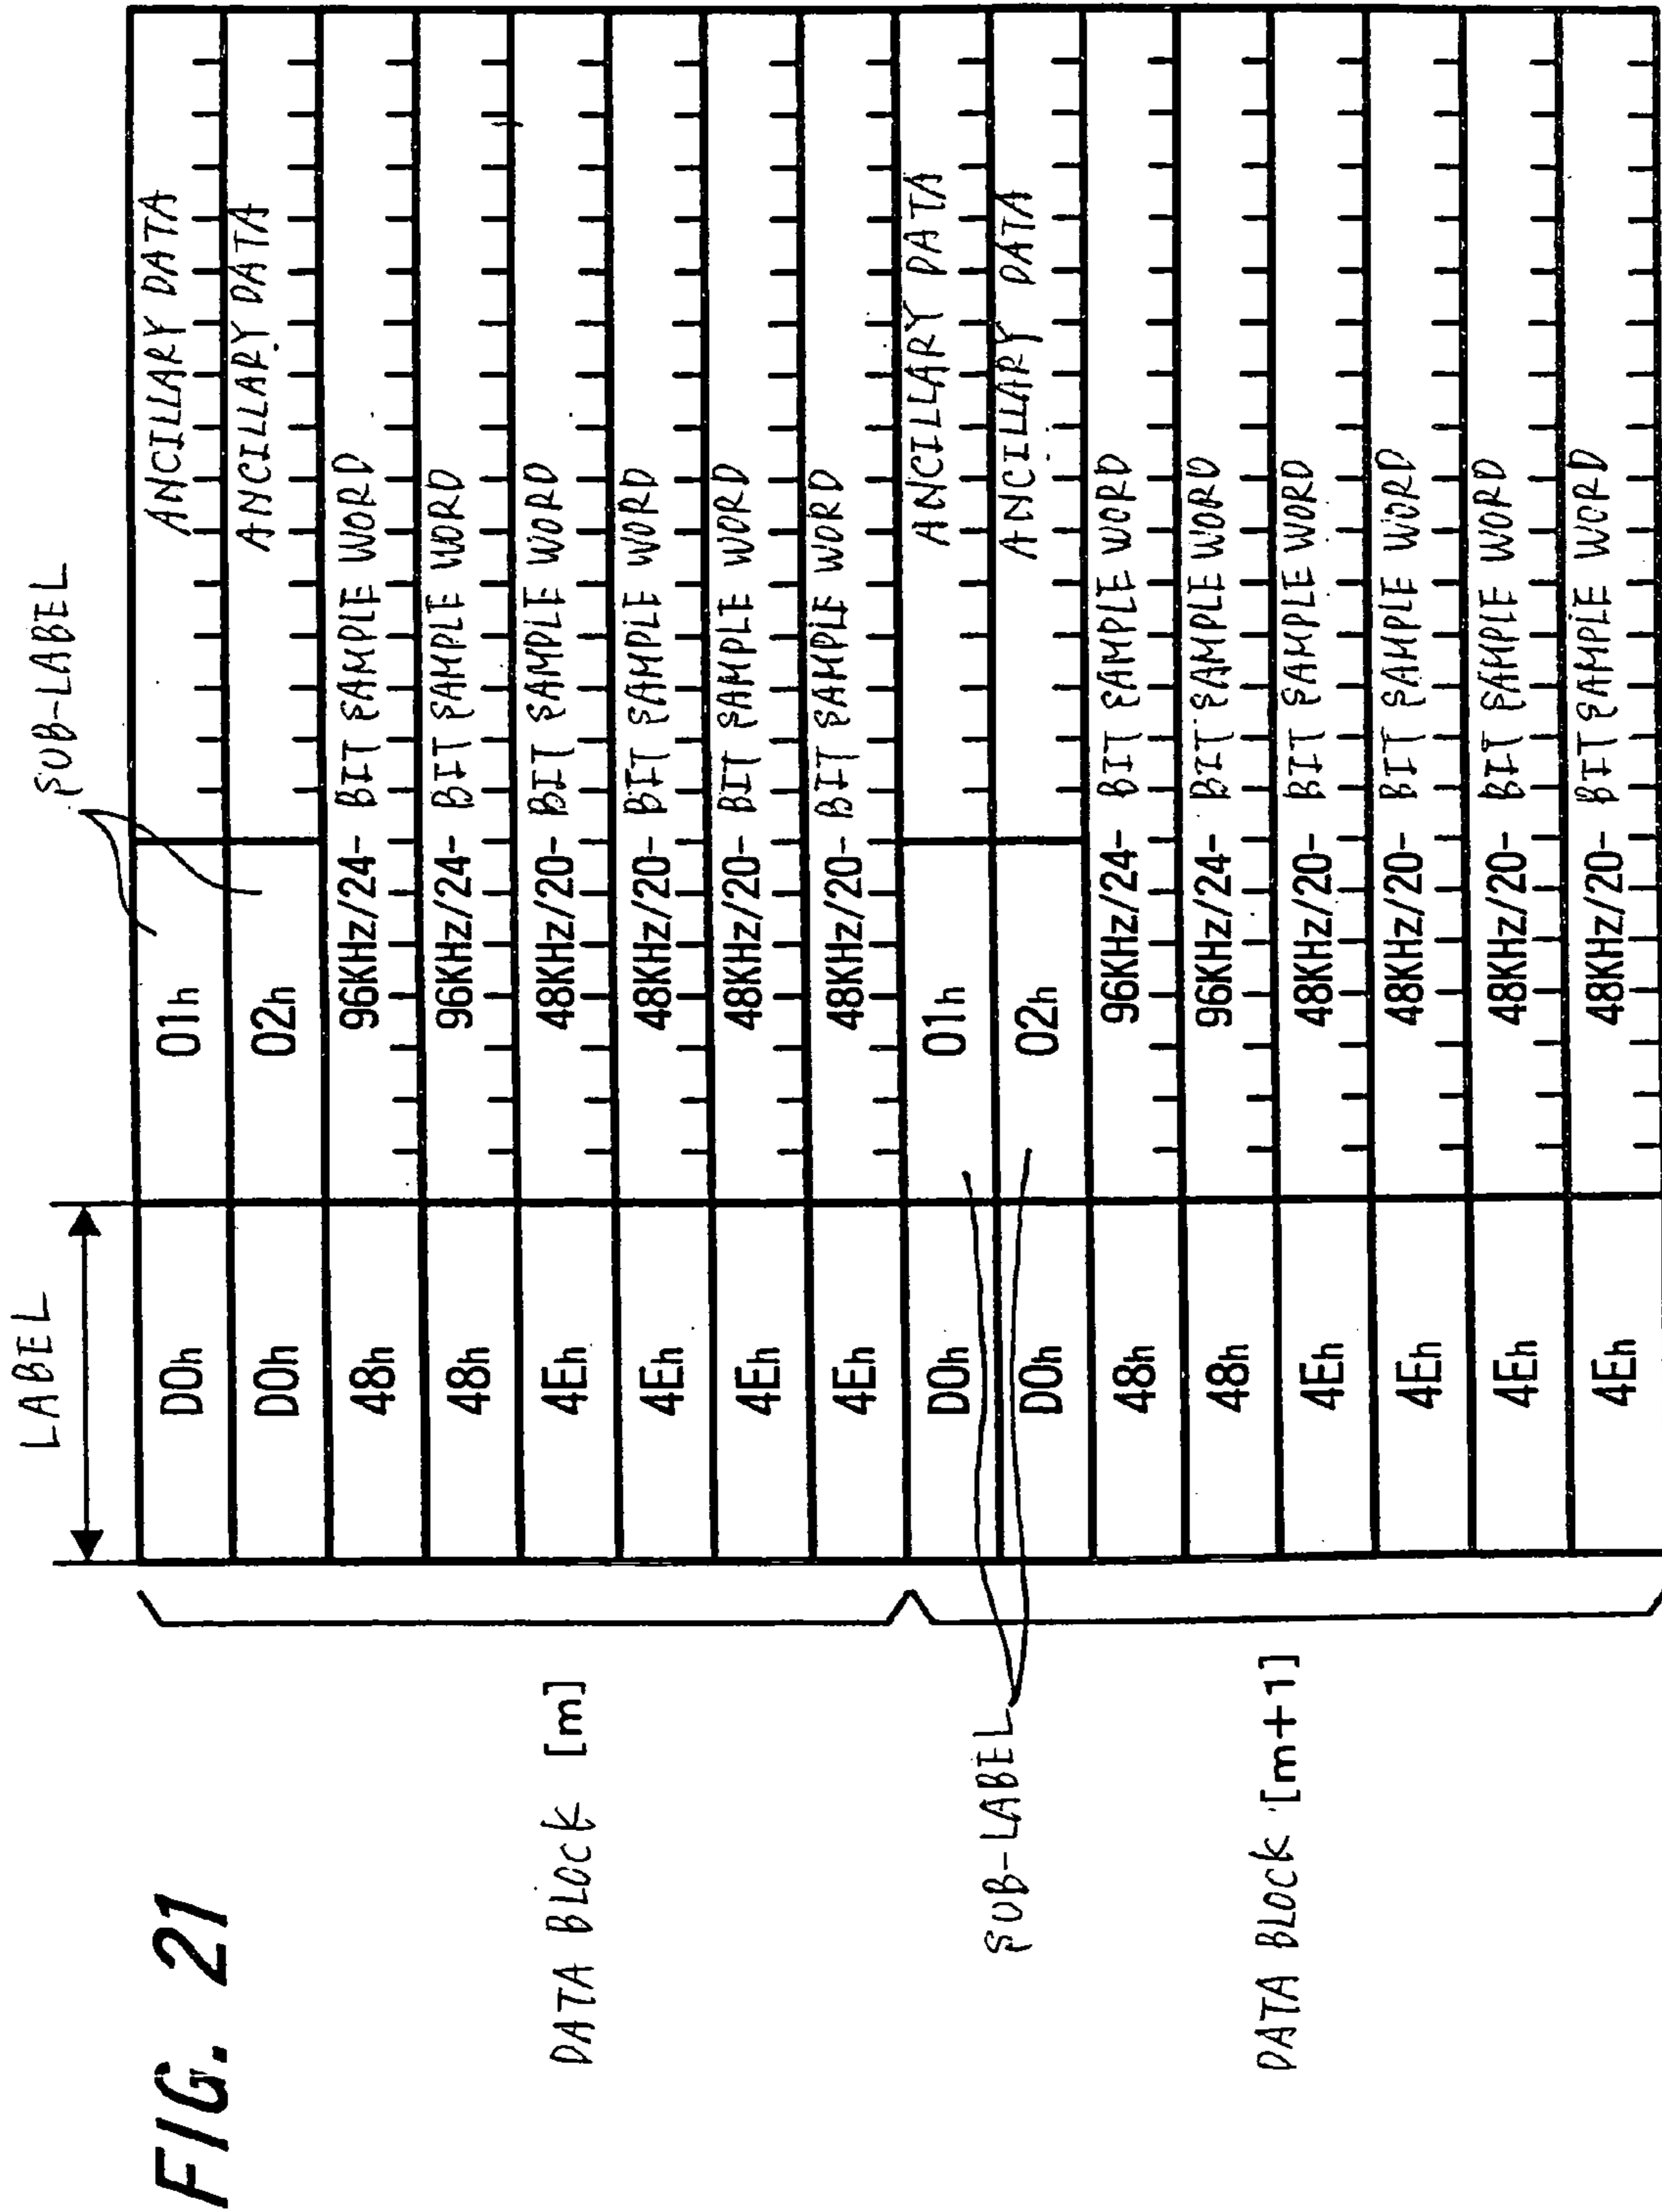 FIG. 21
LABEL
SUB-LABEL
DATA BLOCK [m]
D0h 01h ANCILLARY DATA
D0h 02h ANCILLARY DATA
48h 96KHz/24- BIT SAMPLE WORD
48h 96KHz/24- BIT SAMPLE WORD
4Eh 48KHz/20- BIT SAMPLE WORD
4Eh 48KHz/20- BIT SAMPLE WORD
4Eh 48KHz/20- BIT SAMPLE WORD
4Eh 48KHz/20- BIT SAMPLE WORD
SUB-LABEL
DATA BLOCK [m+1]
D0h 01h ANCILLARY DATA
D0h 02h ANCILLARY DATA
48h 96KHz/24- BIT SAMPLE WORD
48h 96KHz/24- BIT SAMPLE WORD
4Eh 48KHz/20- BIT SAMPLE WORD
4Eh 48KHz/20- BIT SAMPLE WORD
4Eh 48KHz/20- BIT SAMPLE WORD
4Eh 48KHz/20- BIT SAMPLE WORD